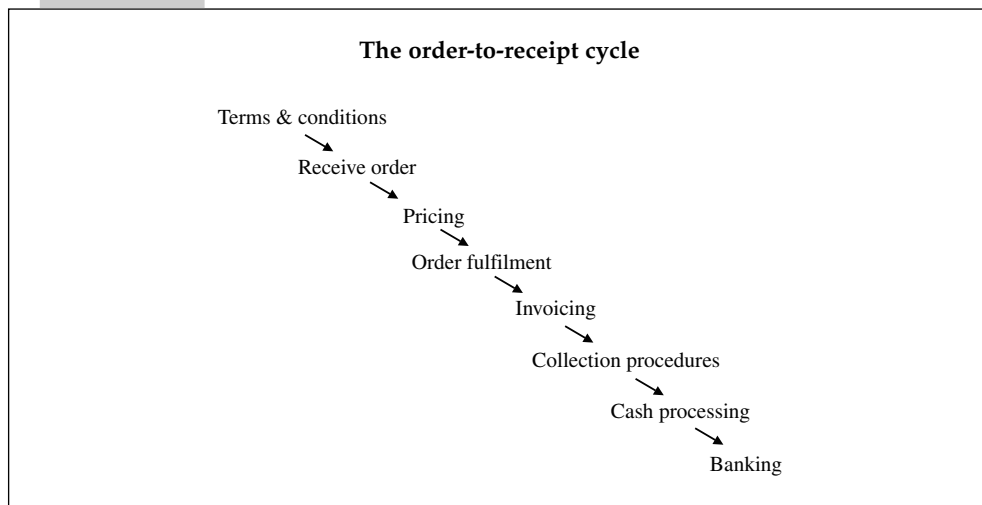 The order-to-receipt cycle
Terms & conditions
Receive order
Pricing
Order fulfilment
Invoicing
Collection procedures
Cash processing
Banking